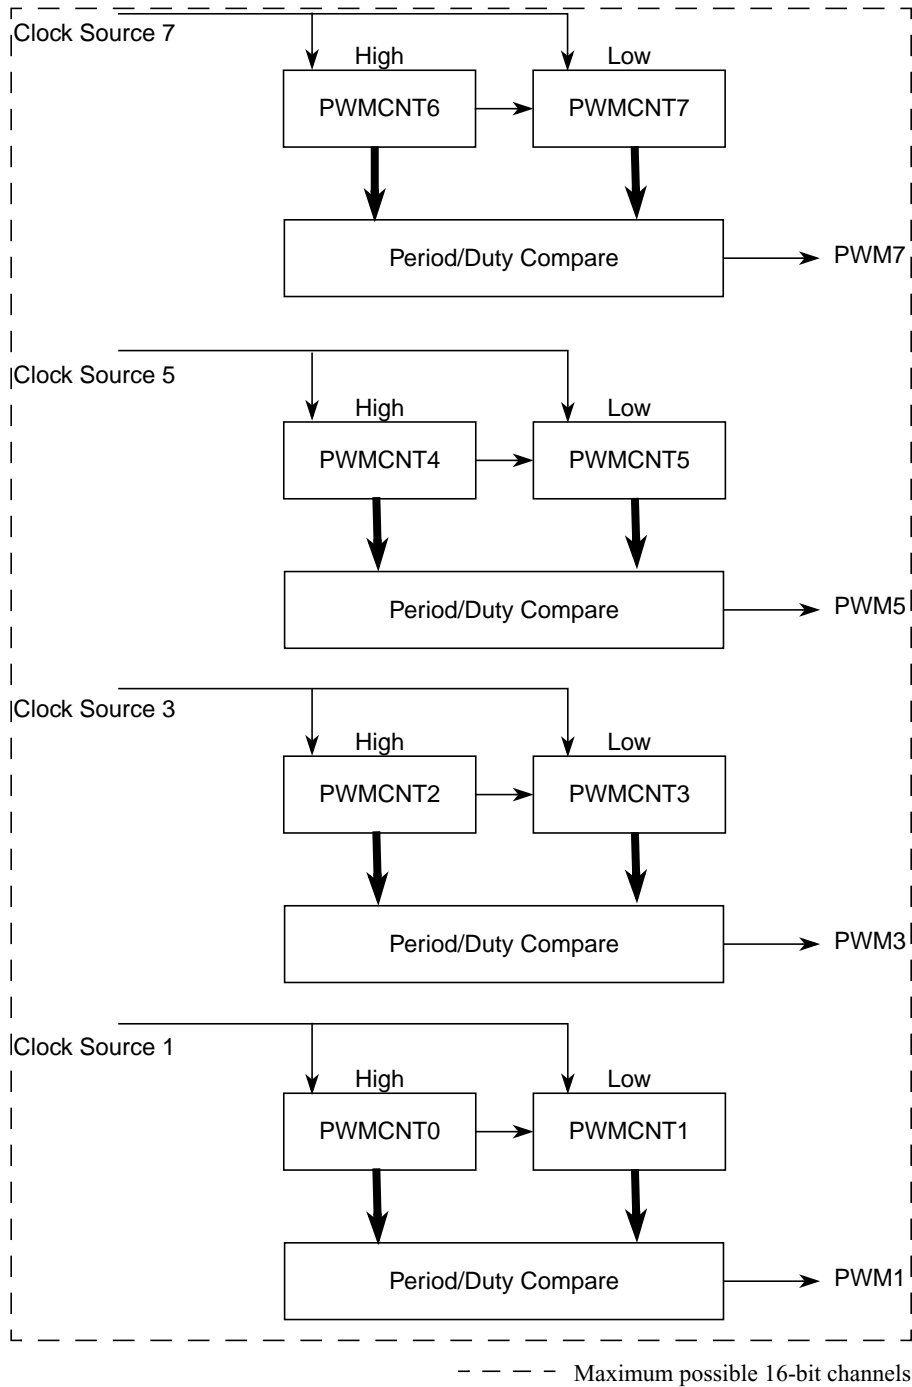 Clock Source 7
High
Low
PWMCNT6
PWMCNT7
Period/Duty Compare
PWM7
Clock Source 5
High
Low
PWMCNT4
PWMCNT5
Period/Duty Compare
PWM5
Clock Source 3
High
Low
PWMCNT2
PWMCNT3
Period/Duty Compare
PWM3
Clock Source 1
High
Low
PWMCNT0
PWMCNT1
Period/Duty Compare
PWM1
Maximum possible 16-bit channels